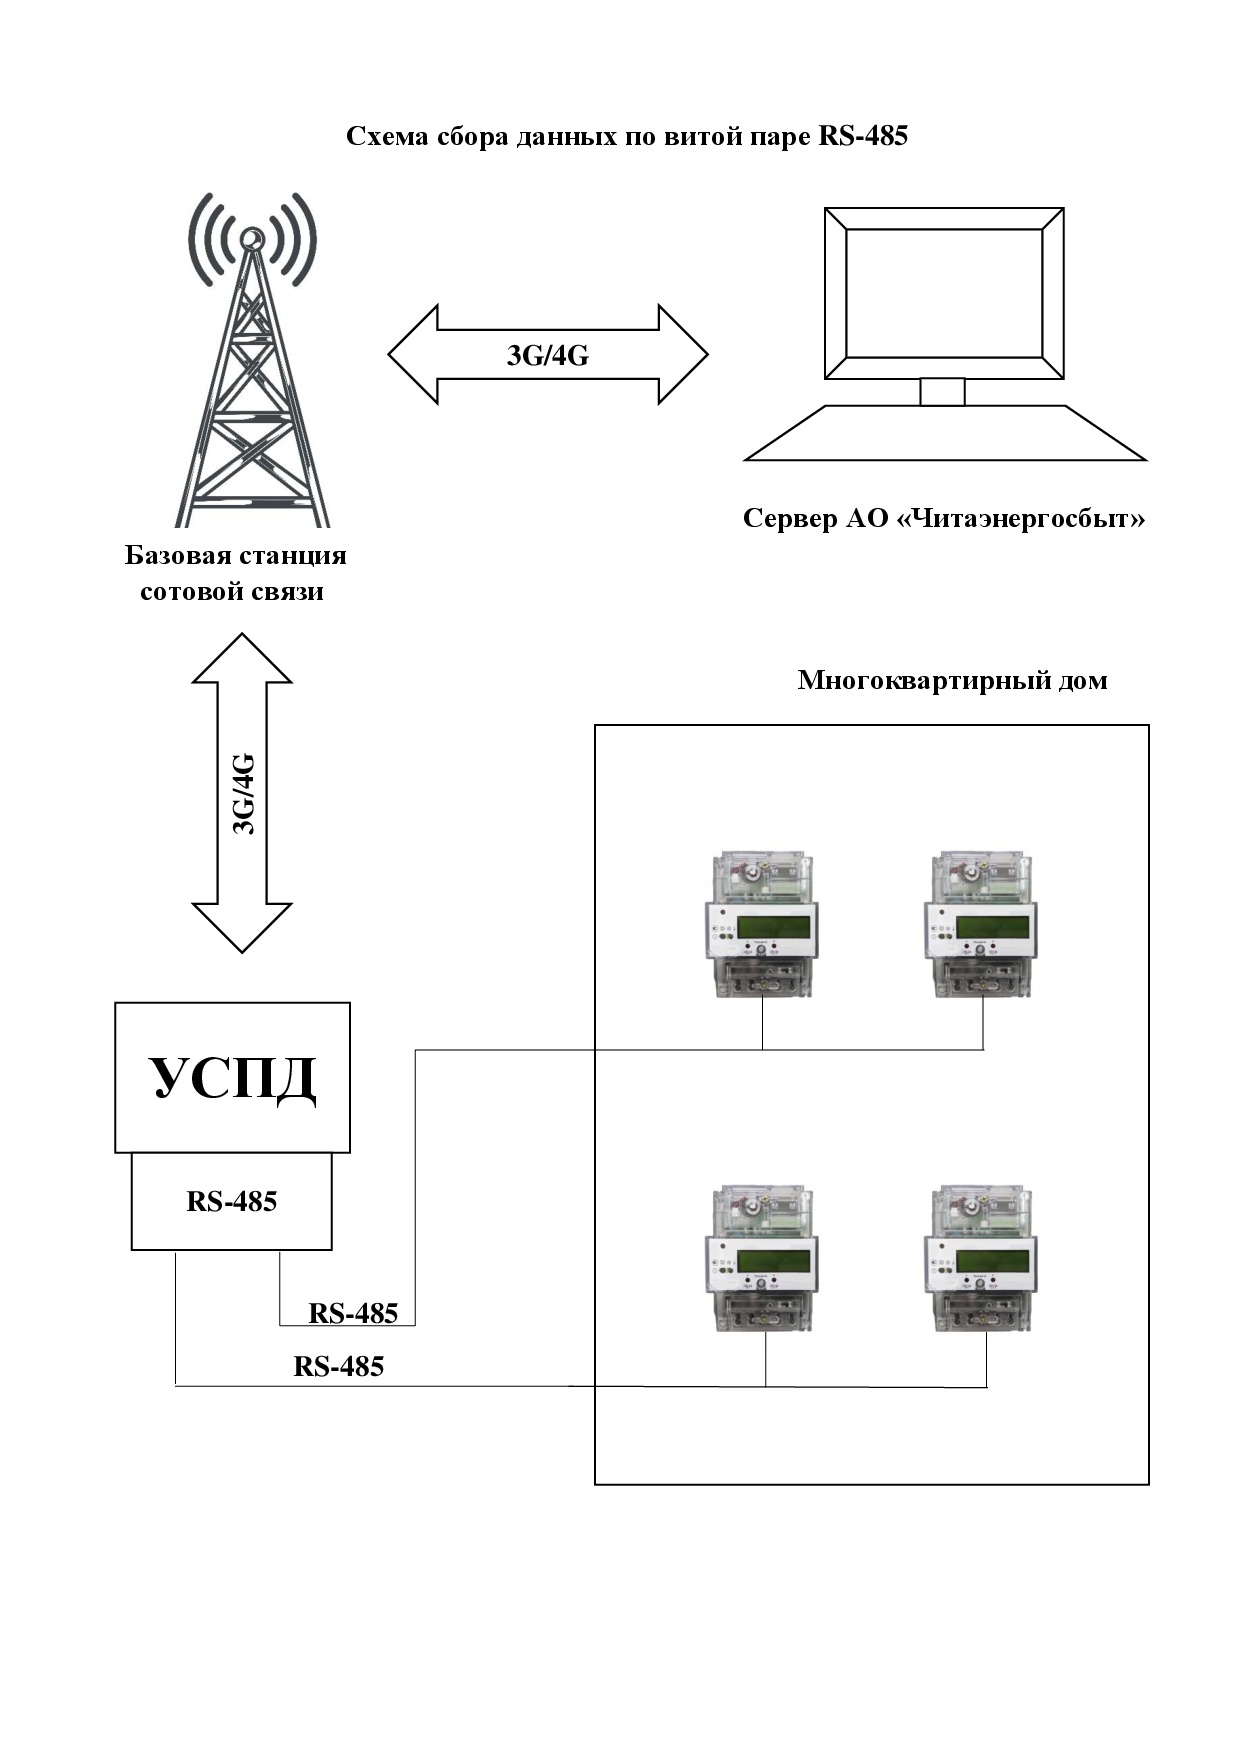 Схема сбора данных по витой паре RS-485
3G/4G
Сервер АО «Читаэнергосбыт»
Базовая станция
сотовой связи
Многоквартирный дом
3G/4G
УСПД
RS-485
RS-485
RS-485